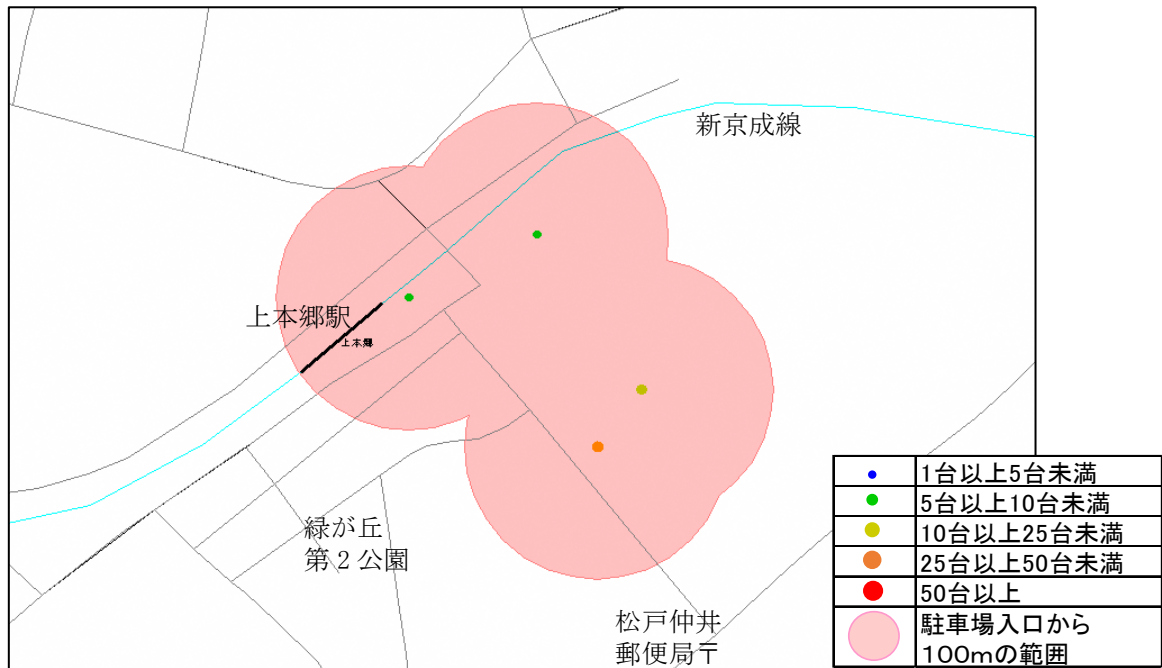 新京成線
上本郷駅
上本郷
緑が丘
第2公園
松戸仲井
郵便局〒
1台以上5台未満
5台以上10台未満
10台以上25台未満
25台以上50台未満
50台以上
駐車場入口から
100mの範囲